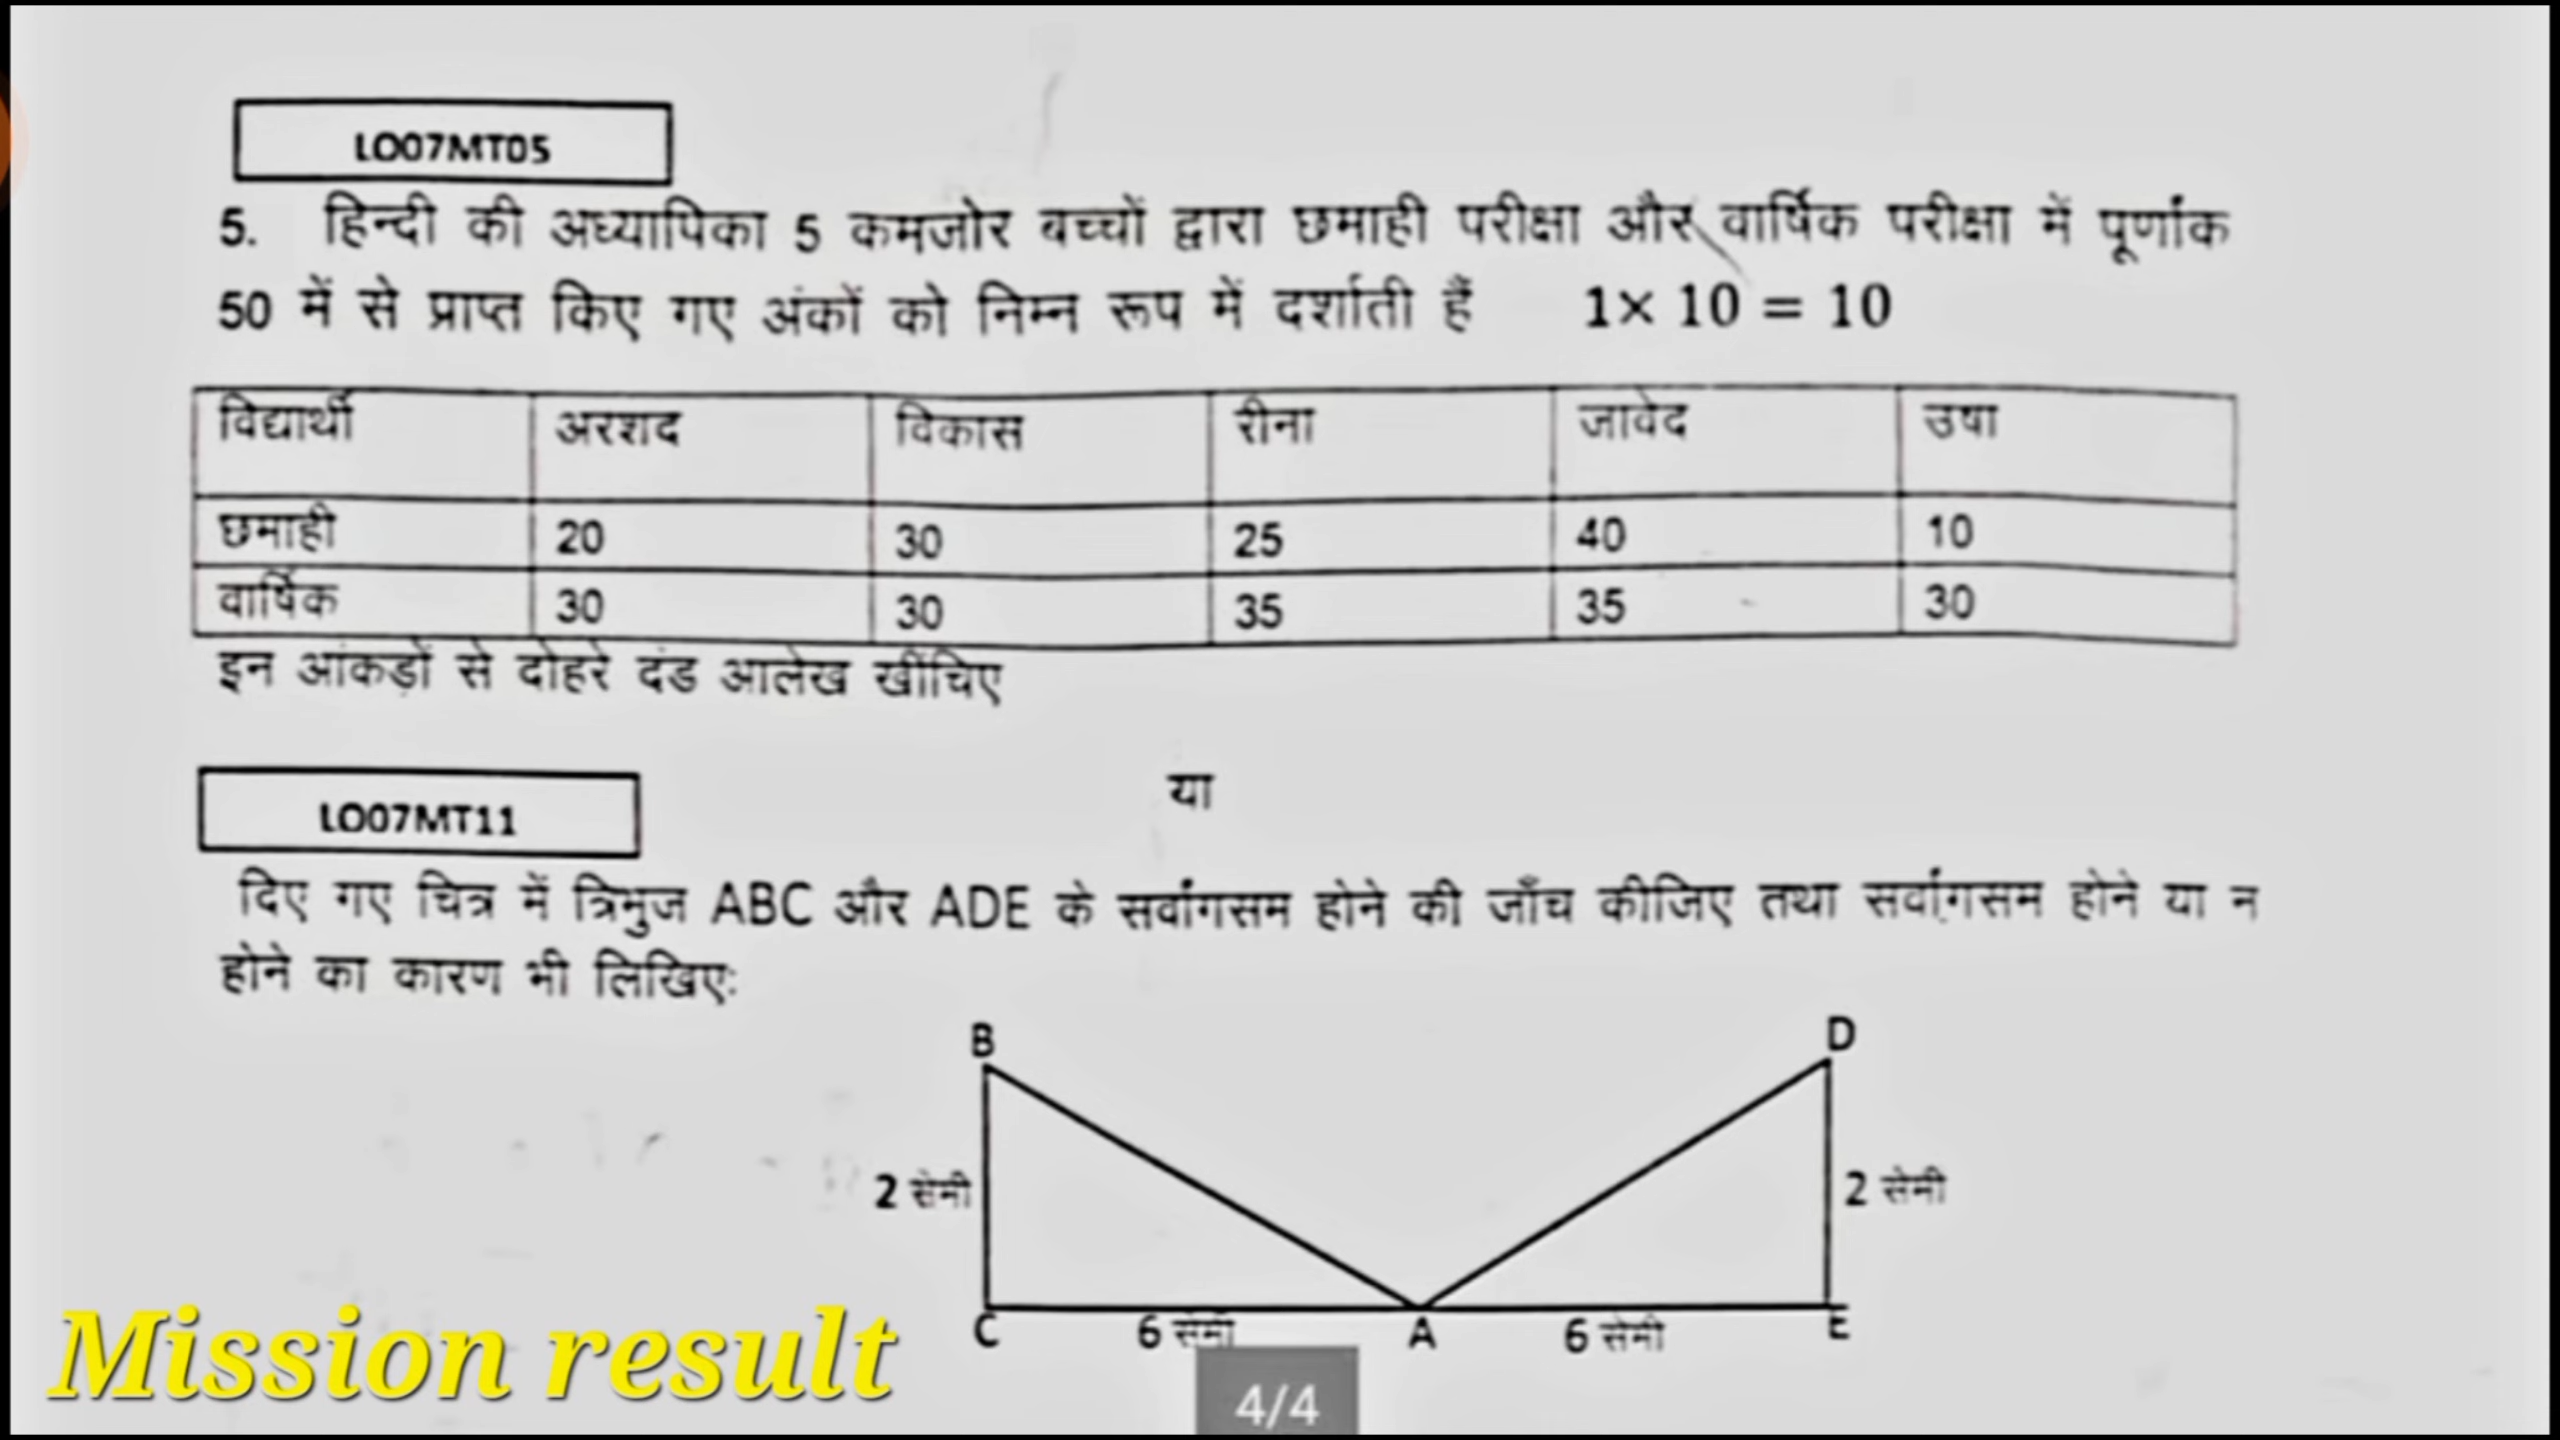 LO07MT05
5. हिन्दी की अध्यापिका 5 कमजोर बच्चों द्वारा छमाही परीक्षा और वार्षिक परीक्षा में पूर्णांक
50 में से प्राप्त किए गए अंकों को निम्न रूप में दर्शाती हैं 1× 10 = 10
विद्यार्थी अरशद विकास रीना जावेद उषा
छमाही 20 30 25 40 10
वार्षिक 30 30 35 35 30
इन आंकड़ों से दोहरे दंड आलेख खींचिए
या
LO07MT11
दिए गए चित्र में त्रिभुज ABC और ADE के सर्वांगसम होने की जाँच कीजिए तथा सर्वांगसम होने या न
होने का कारण भी लिखिएः
B D
2 सेमी 2 सेमी
C 6 सेमी A 6 सेमी E
Mission result
4/4